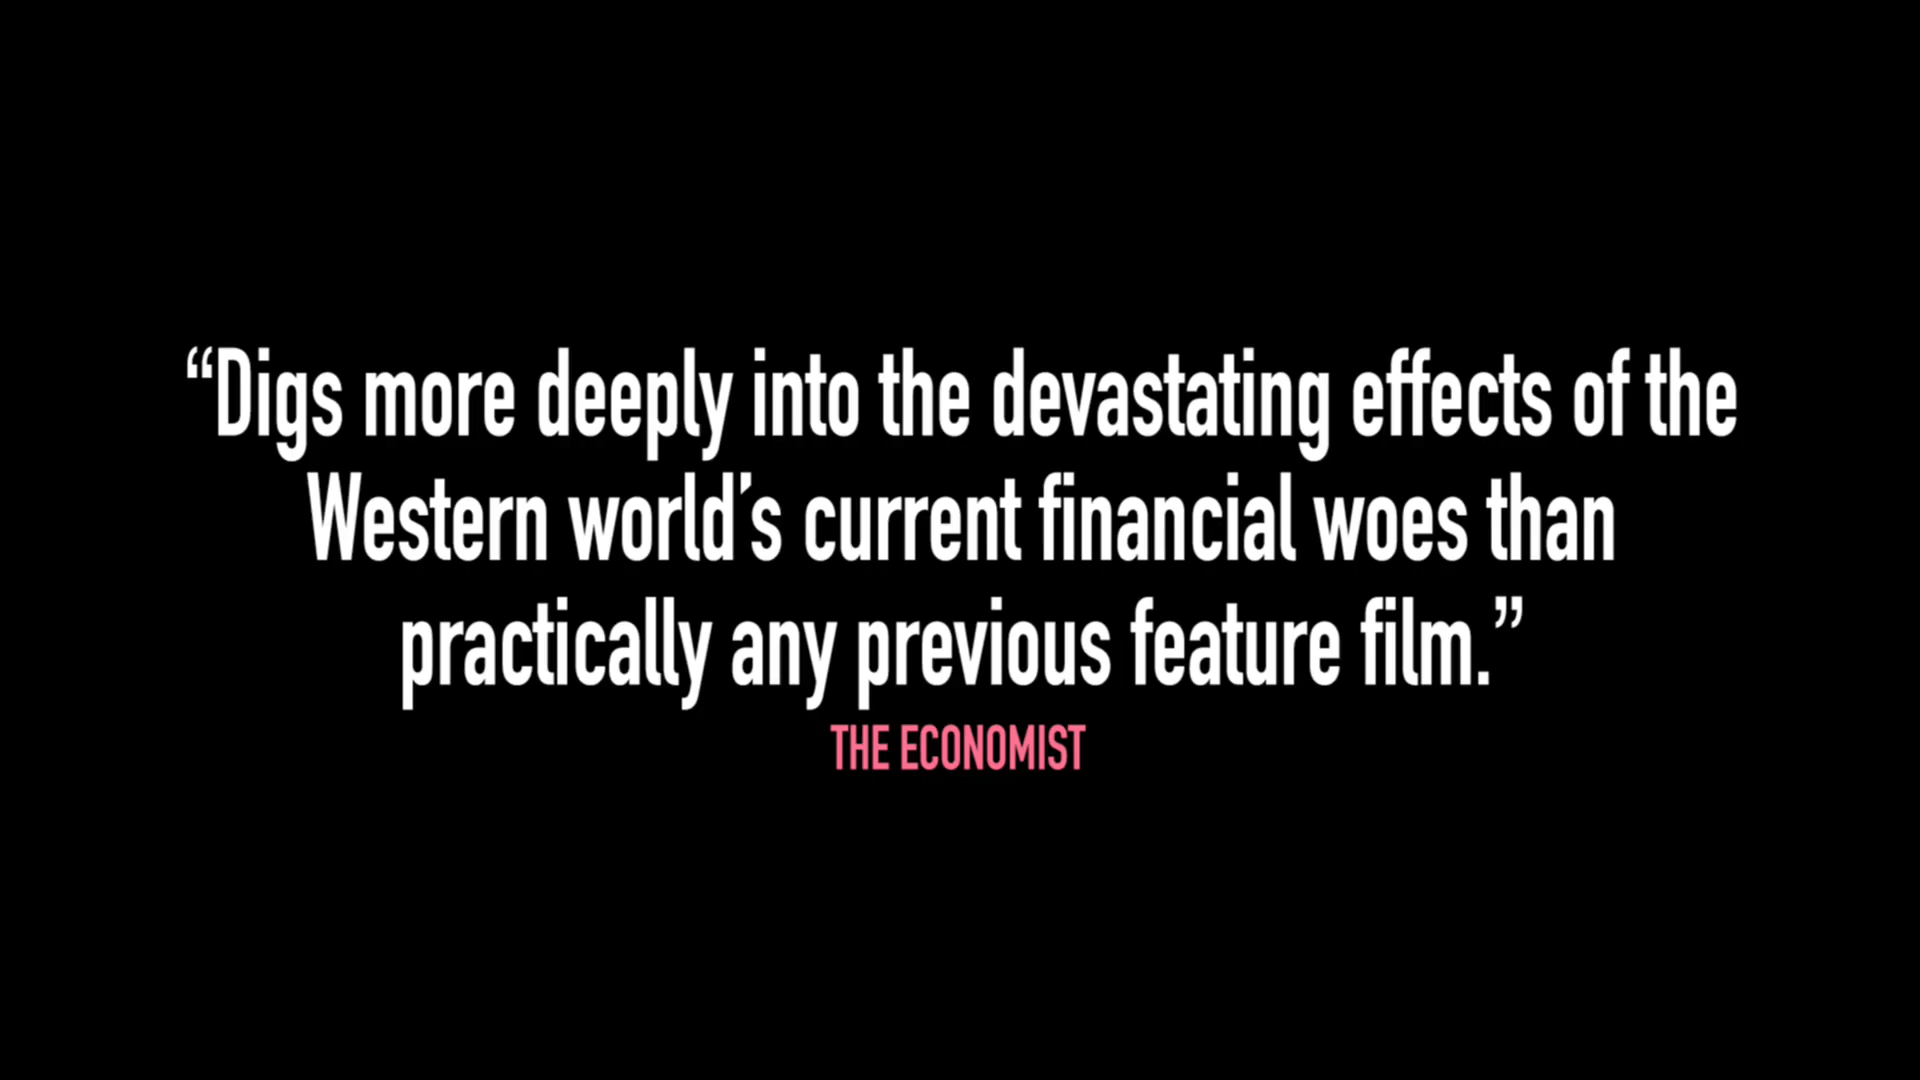 “Digs more deeply into the devastating effects of the
Western world’s current financial woes than
practically any previous feature film.”
THE ECONOMIST